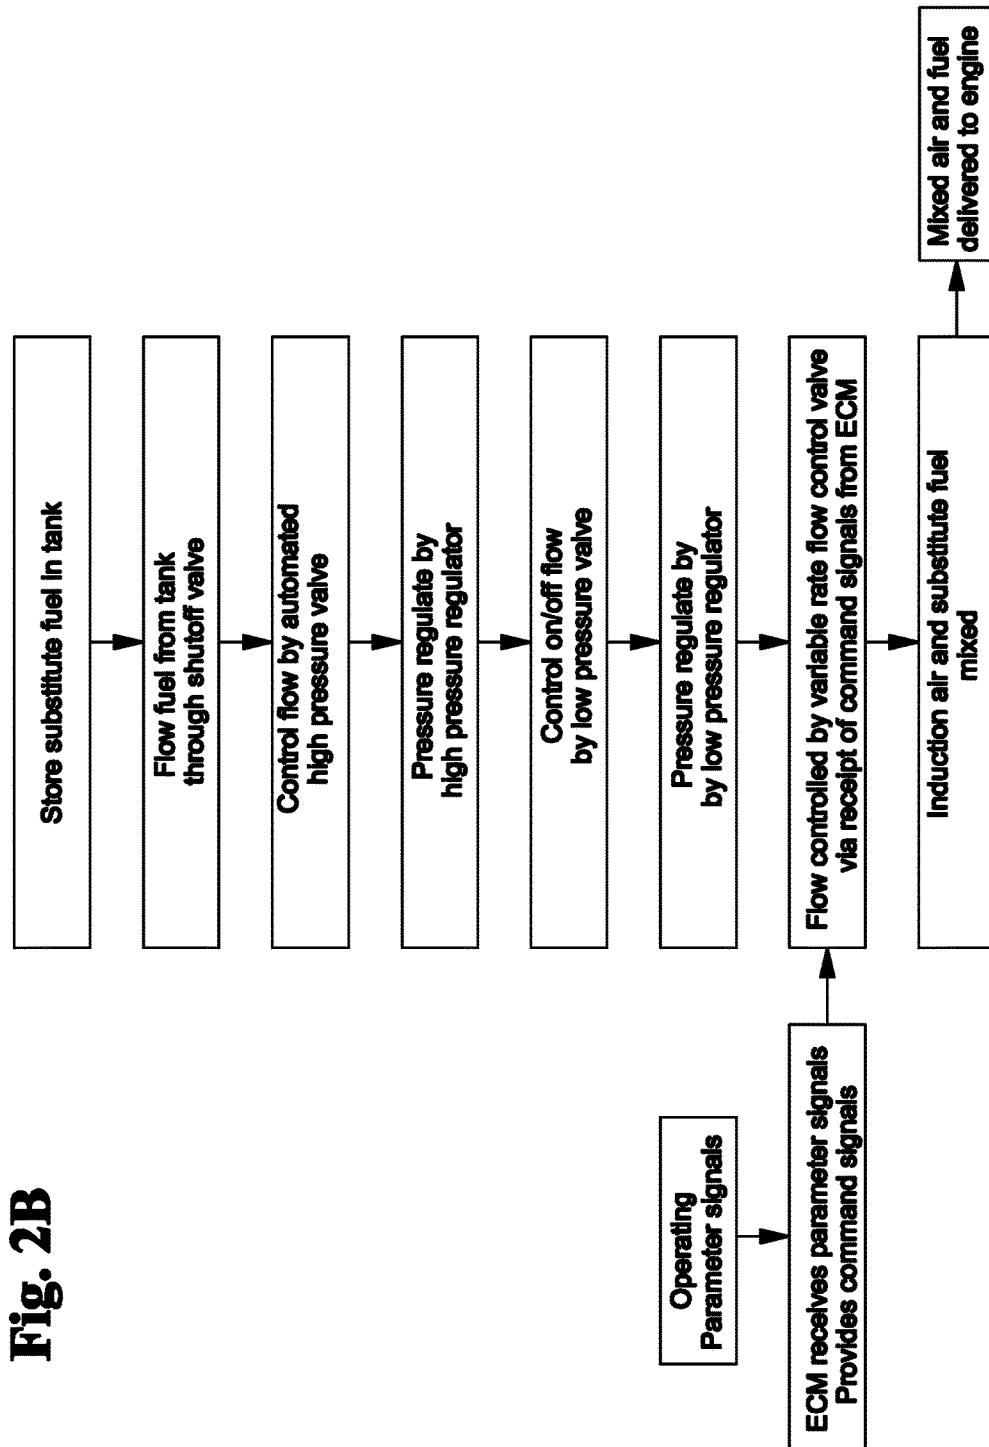 Fig. 2B
Store substitute fuel in tank
Flow fuel from tank
through shutoff valve
Control flow by automated
high pressure valve
Pressure regulate by
high pressure regulator
Control on/off flow
by low pressure valve
Pressure regulate by
by low pressure regulator
Operating
Parameter signals
ECM receives parameter signals
Provides command signals
Flow controlled by variable rate flow control valve
via receipt of command signals from ECM
Induction air and substitute fuel
mixed
Mixed air and fuel
delivered to engine